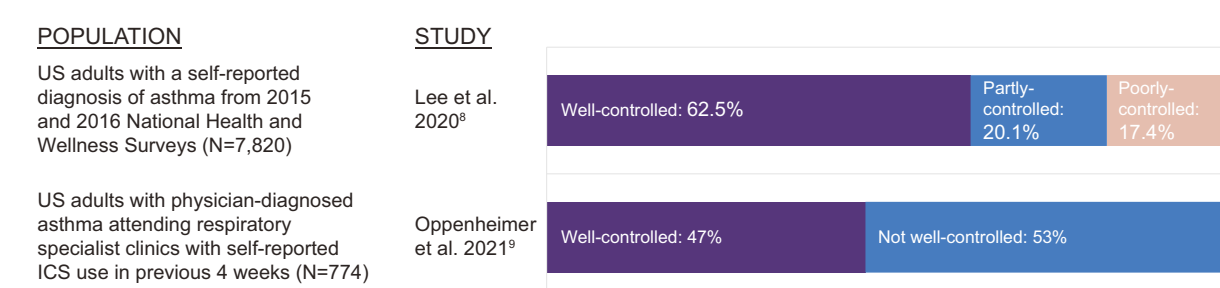 POPULATION
STUDY
US adults with a self-reported
diagnosis of asthma from 2015
and 2016 National Health and
Wellness Surveys (N=7,820)
Lee et al.
2020⁸
Well-controlled: 62.5%
Partly-
controlled:
20.1%
Poorly-
controlled:
17.4%
US adults with physician-diagnosed
asthma attending respiratory
specialist clinics with self-reported
ICS use in previous 4 weeks (N=774)
Oppenheimer
et al. 2021⁹
Well-controlled: 47%
Not well-controlled: 53%